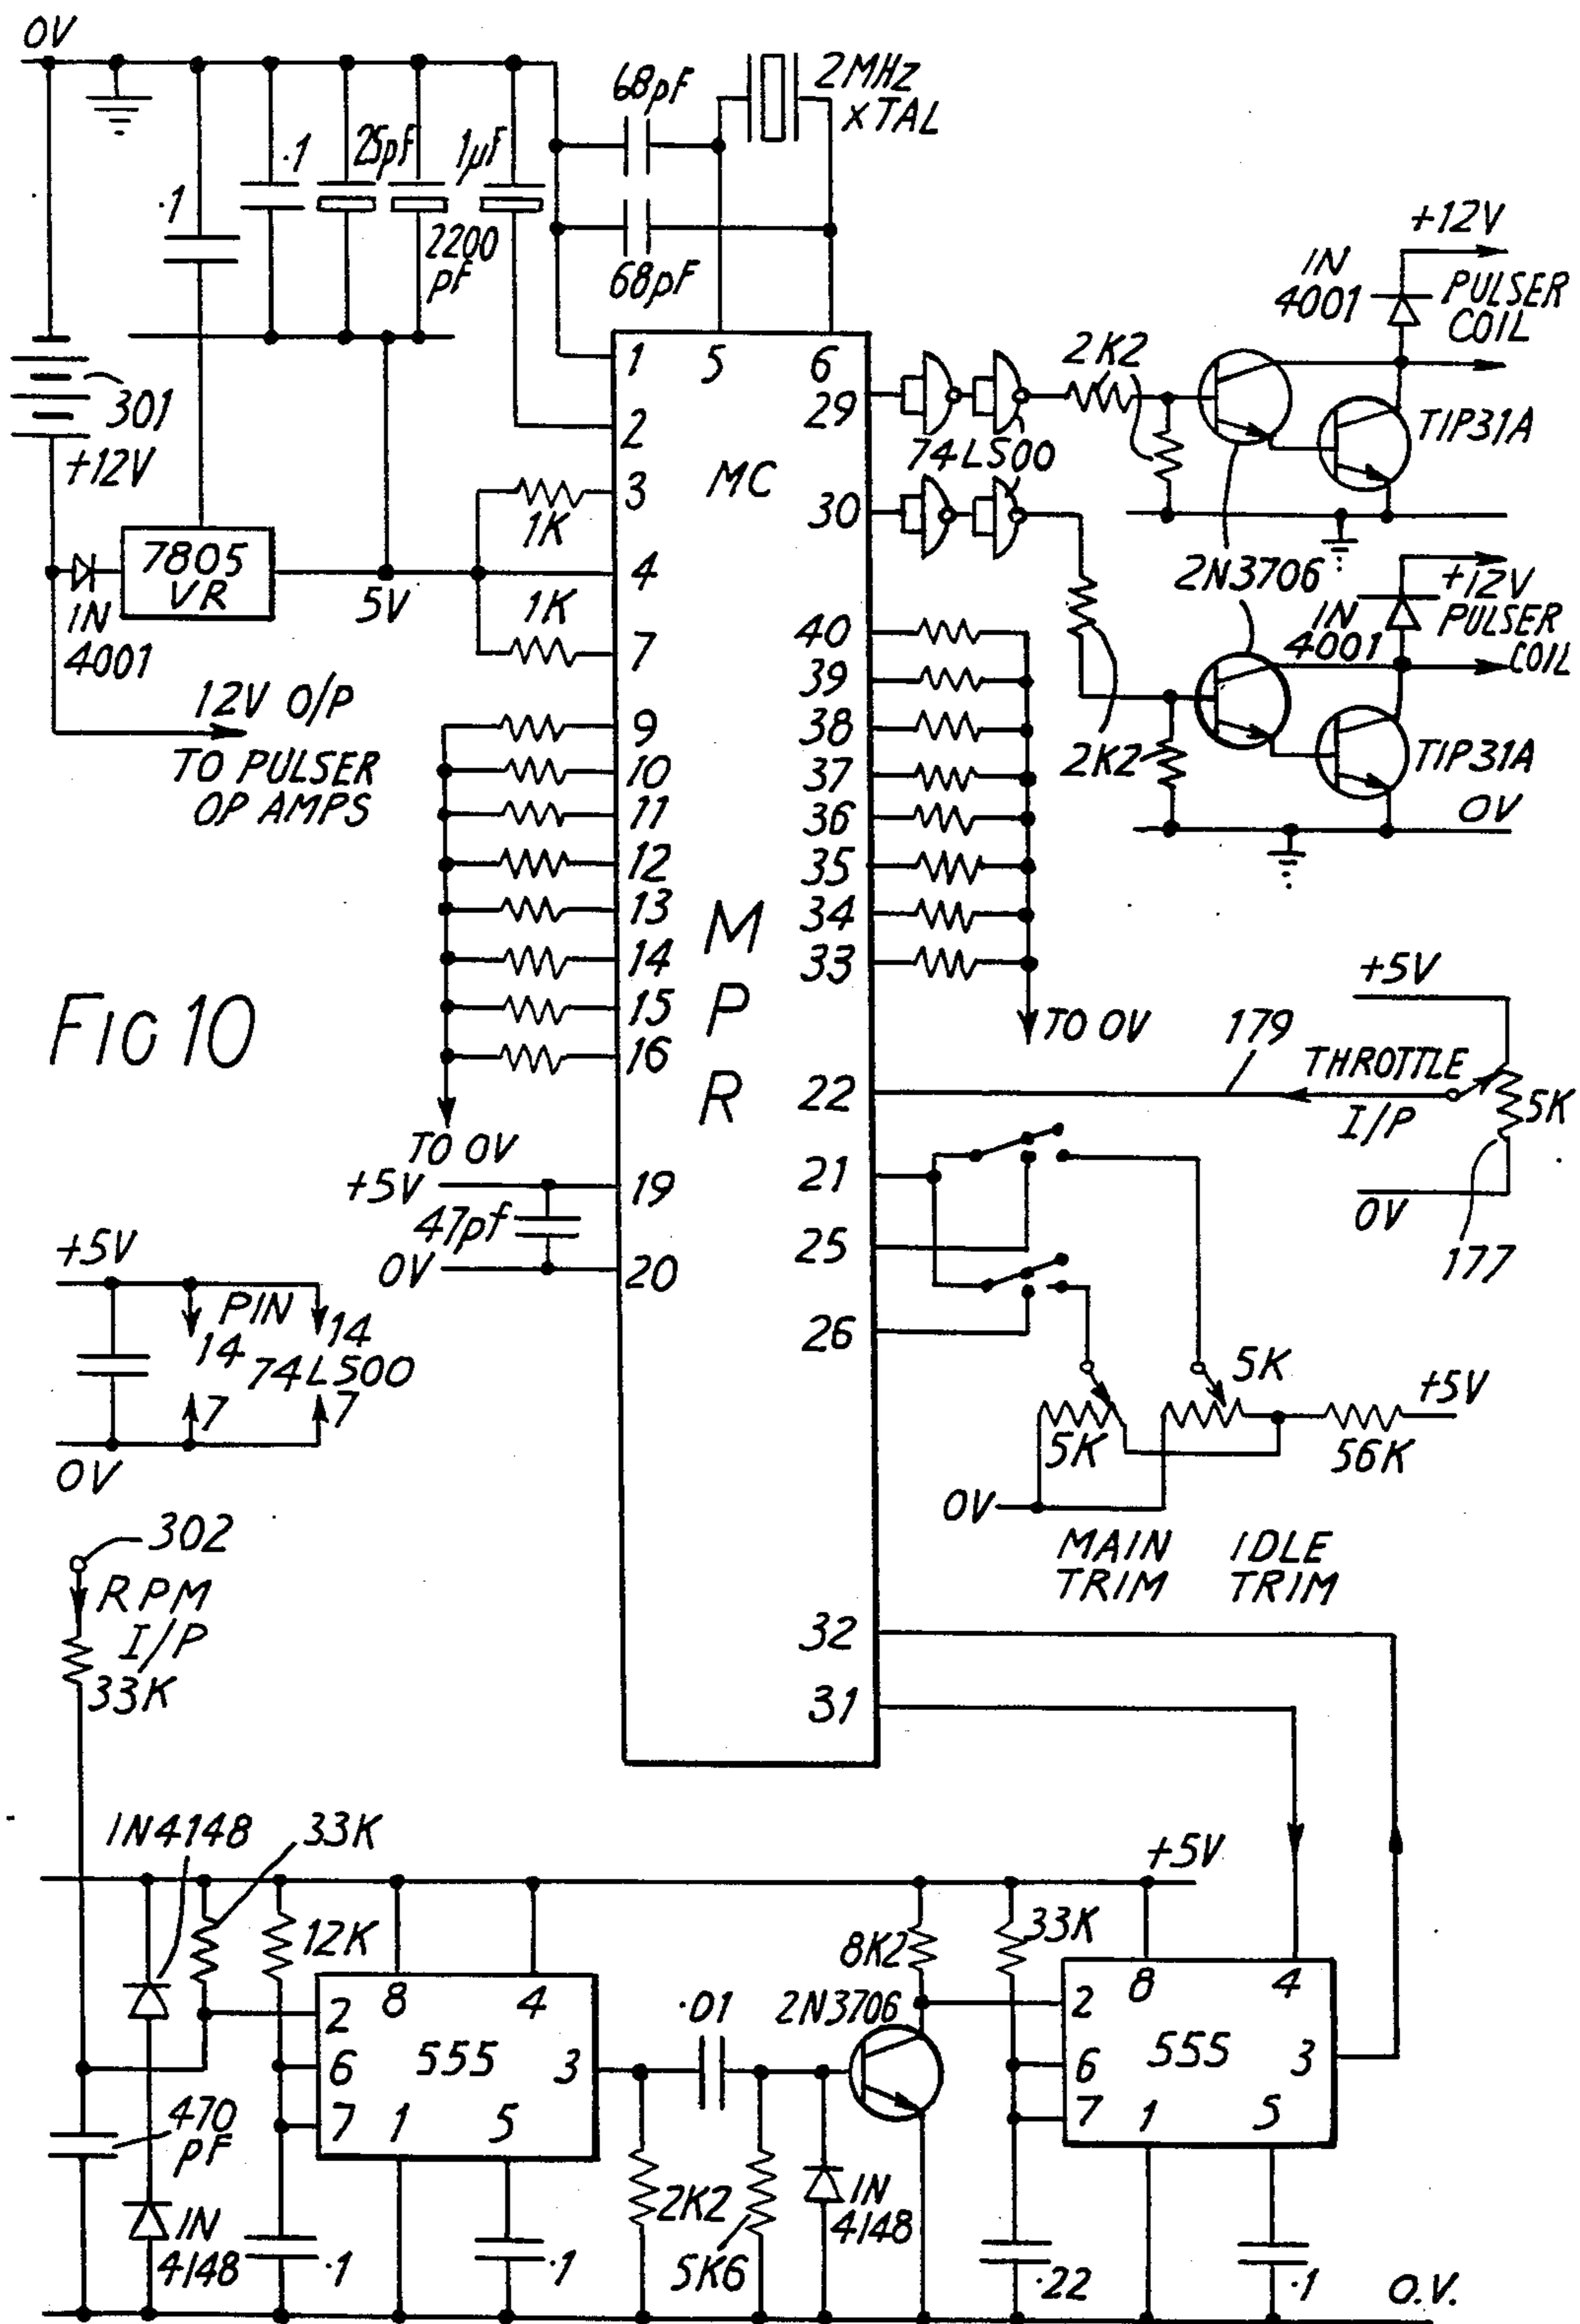 0V
68pF
2MHz
XTAL
.1
.1
25pF
1µF
2200
pF
68pF
+12V
IN
4001
PULSER
COIL
301
+12V
1
5
6
2
29
2K2
74LS00
TIP31A
MC
3
1K
30
7805
VR
4
5V
1K
7
IN
4001
2N3706
+12V
IN
4001
PULSER
COIL
12V O/P
TO PULSER
OP AMPS
40
39
38
37
36
35
34
33
9
10
11
12
13
14
15
16
2K2
TIP31A
0V
M
P
R
FIG 10
TO 0V
TO 0V
+5V
179
THROTTLE
I/P
5K
0V
177
22
21
25
26
+5V
47pf
0V
19
20
+5V
PIN
14
14
74LS00
7
7
0V
5K
5K
+5V
56K
0V
MAIN
TRIM
IDLE
TRIM
302
RPM
I/P
33K
32
31
IN4148
33K
+5V
12K
8K2
33K
2
8
4
6
555
3
7
1
5
.01
2N3706
2
8
4
6
555
3
7
1
5
470
pF
IN
4148
.1
.1
2K2
5K6
IN
4148
.22
.1
O.V.